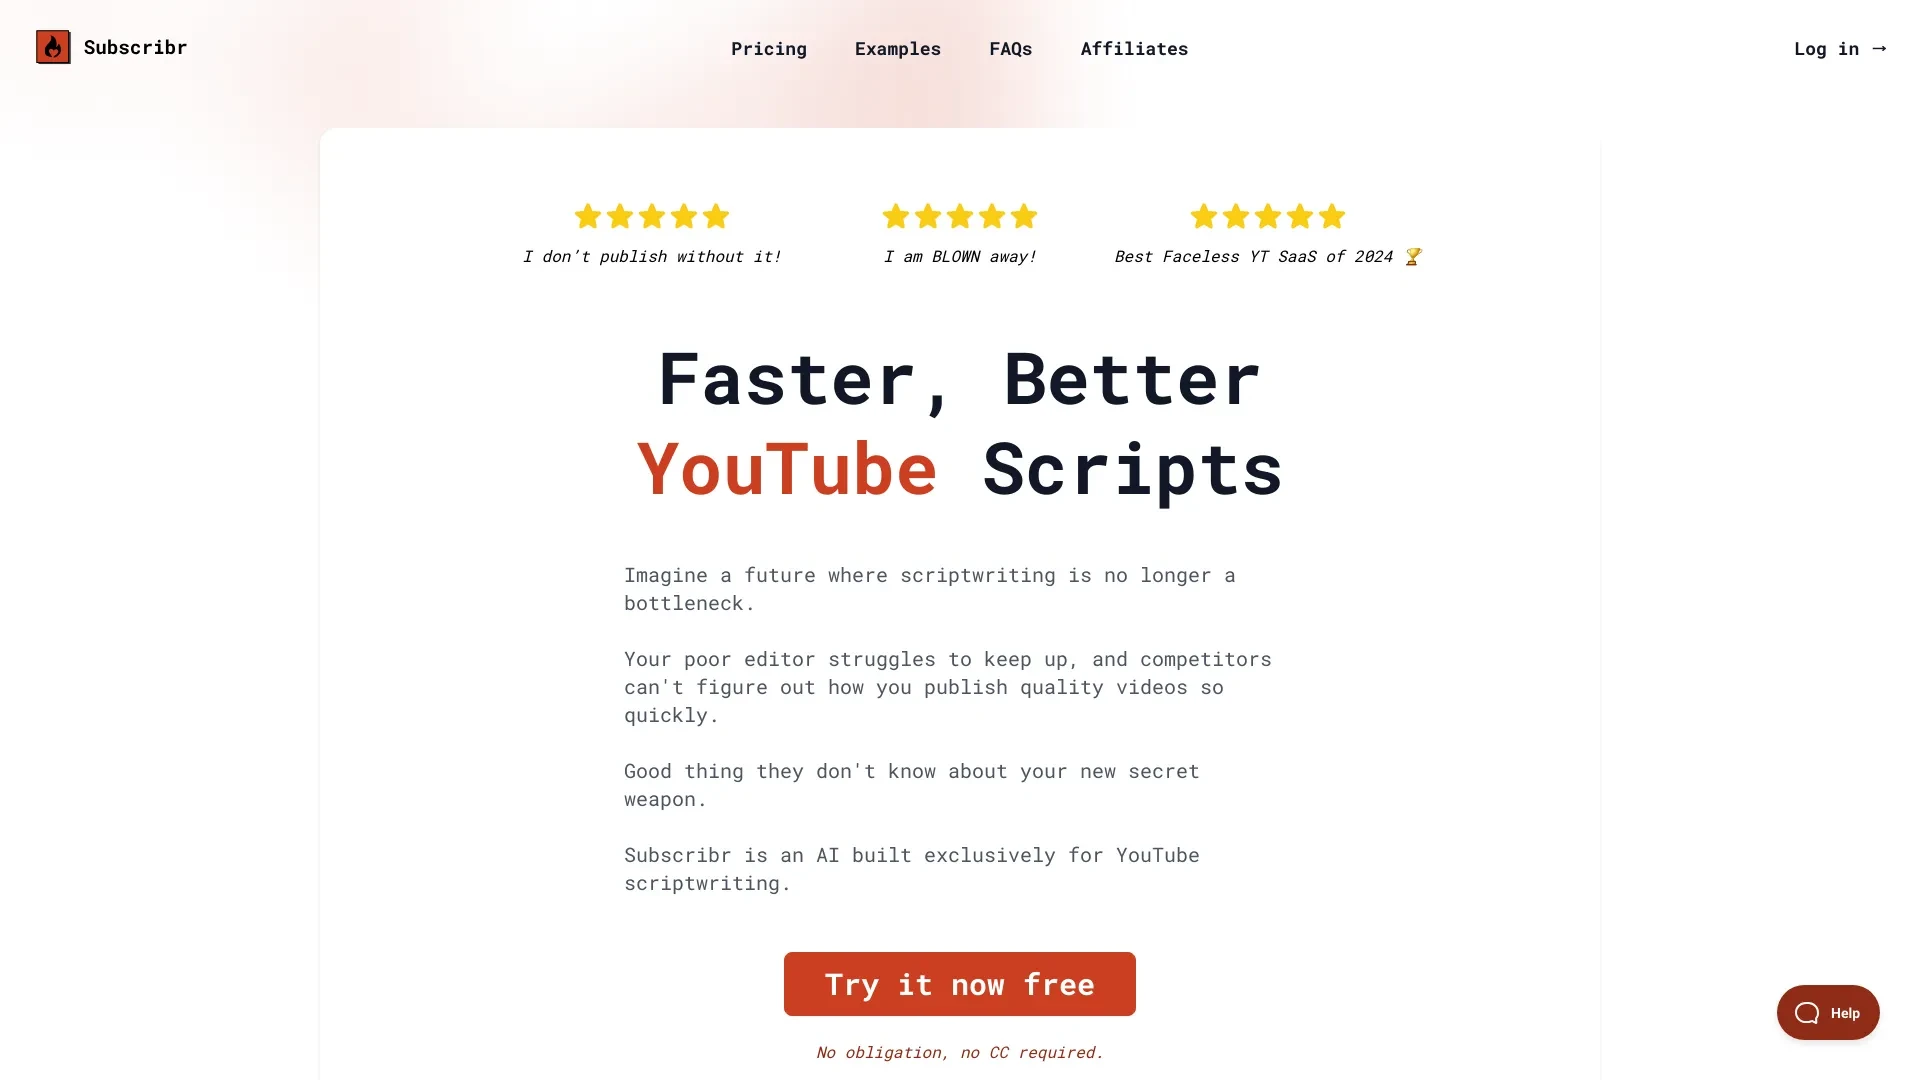 Subscribr
Pricing
Examples
FAQs
Affiliates
Log in →
I don’t publish without it!
I am BLOWN away!
Best Faceless YT SaaS of 2024 🏆
Faster, Better
YouTube Scripts
Imagine a future where scriptwriting is no longer a
bottleneck.
Your poor editor struggles to keep up, and competitors
can't figure out how you publish quality videos so
quickly.
Good thing they don't know about your new secret
weapon.
Subscribr is an AI built exclusively for YouTube
scriptwriting.
Try it now free
No obligation, no CC required.
Help